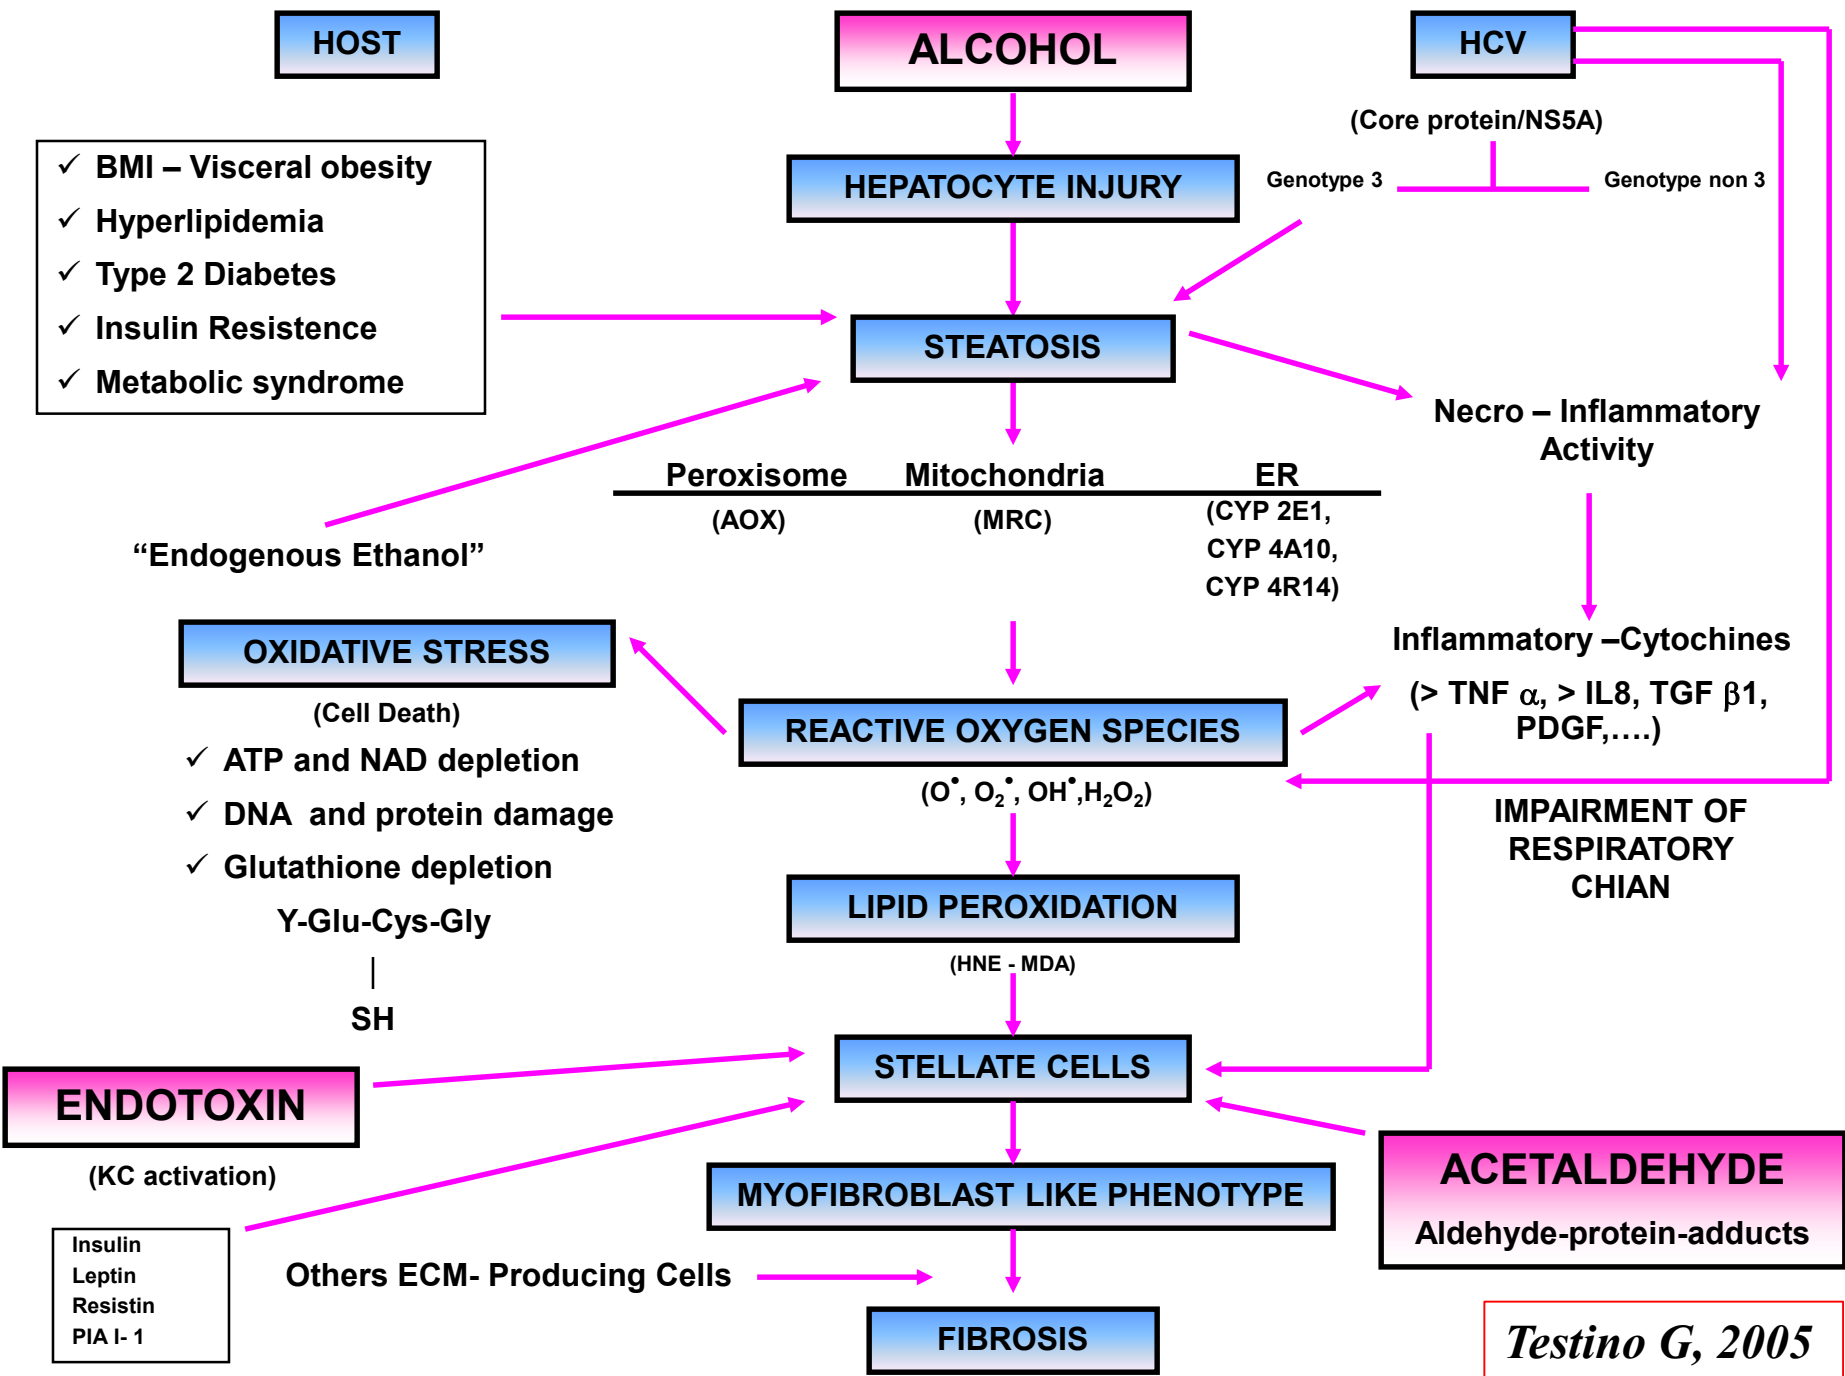 HOST
ALCOHOL
HCV
(Core protein/NS5A)
Genotype 3
Genotype non 3
✓ BMI – Visceral obesity
✓ Hyperlipidemia
✓ Type 2 Diabetes
✓ Insulin Resistence
✓ Metabolic syndrome
HEPATOCYTE INJURY
STEATOSIS
Necro – Inflammatory
Activity
Peroxisome
Mitochondria
ER
(AOX)
(MRC)
(CYP 2E1,
CYP 4A10,
CYP 4R14)
“Endogenous Ethanol”
OXIDATIVE STRESS
(Cell Death)
✓ ATP and NAD depletion
✓ DNA and protein damage
✓ Glutathione depletion
Y-Glu-Cys-Gly
|
SH
Inflammatory –Cytochines
(> TNF α, > IL8, TGF β1,
PDGF,….)
REACTIVE OXYGEN SPECIES
(O•, O₂•, OH•,H₂O₂)
IMPAIRMENT OF
RESPIRATORY
CHIAN
LIPID PEROXIDATION
(HNE - MDA)
STELLATE CELLS
ENDOTOXIN
(KC activation)
ACETALDEHYDE
Aldehyde-protein-adducts
MYOFIBROBLAST LIKE PHENOTYPE
Insulin
Leptin
Resistin
PIA I- 1
Others ECM- Producing Cells
FIBROSIS
Testino G, 2005